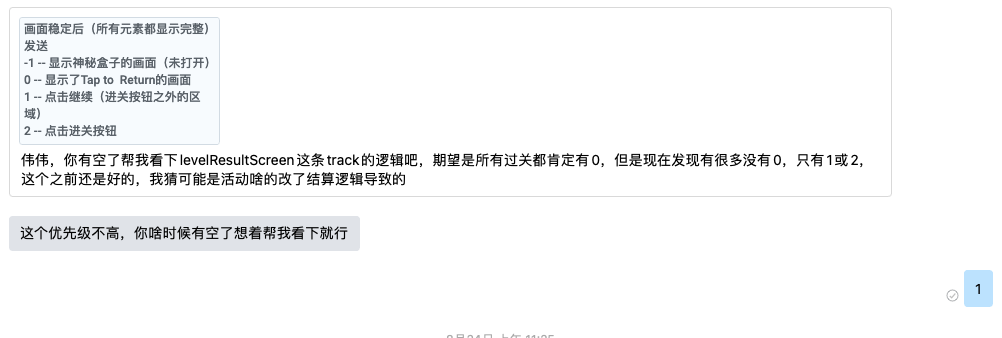 画面稳定后（所有元素都显示完整）
发送
-1 -- 显示神秘盒子的画面（未打开）
0 -- 显示了Tap to  Return的画面
1 -- 点击继续（进关按钮之外的区
域）
2 -- 点击进关按钮
伟伟，你有空了帮我看下levelResultScreen这条track的逻辑吧，期望是所有过关都肯定有0，但是现在发现有很多没有0，只有1或2，
这个之前还是好的，我猜可能是活动啥的改了结算逻辑导致的
这个优先级不高，你啥时候有空了想着帮我看下就行
1